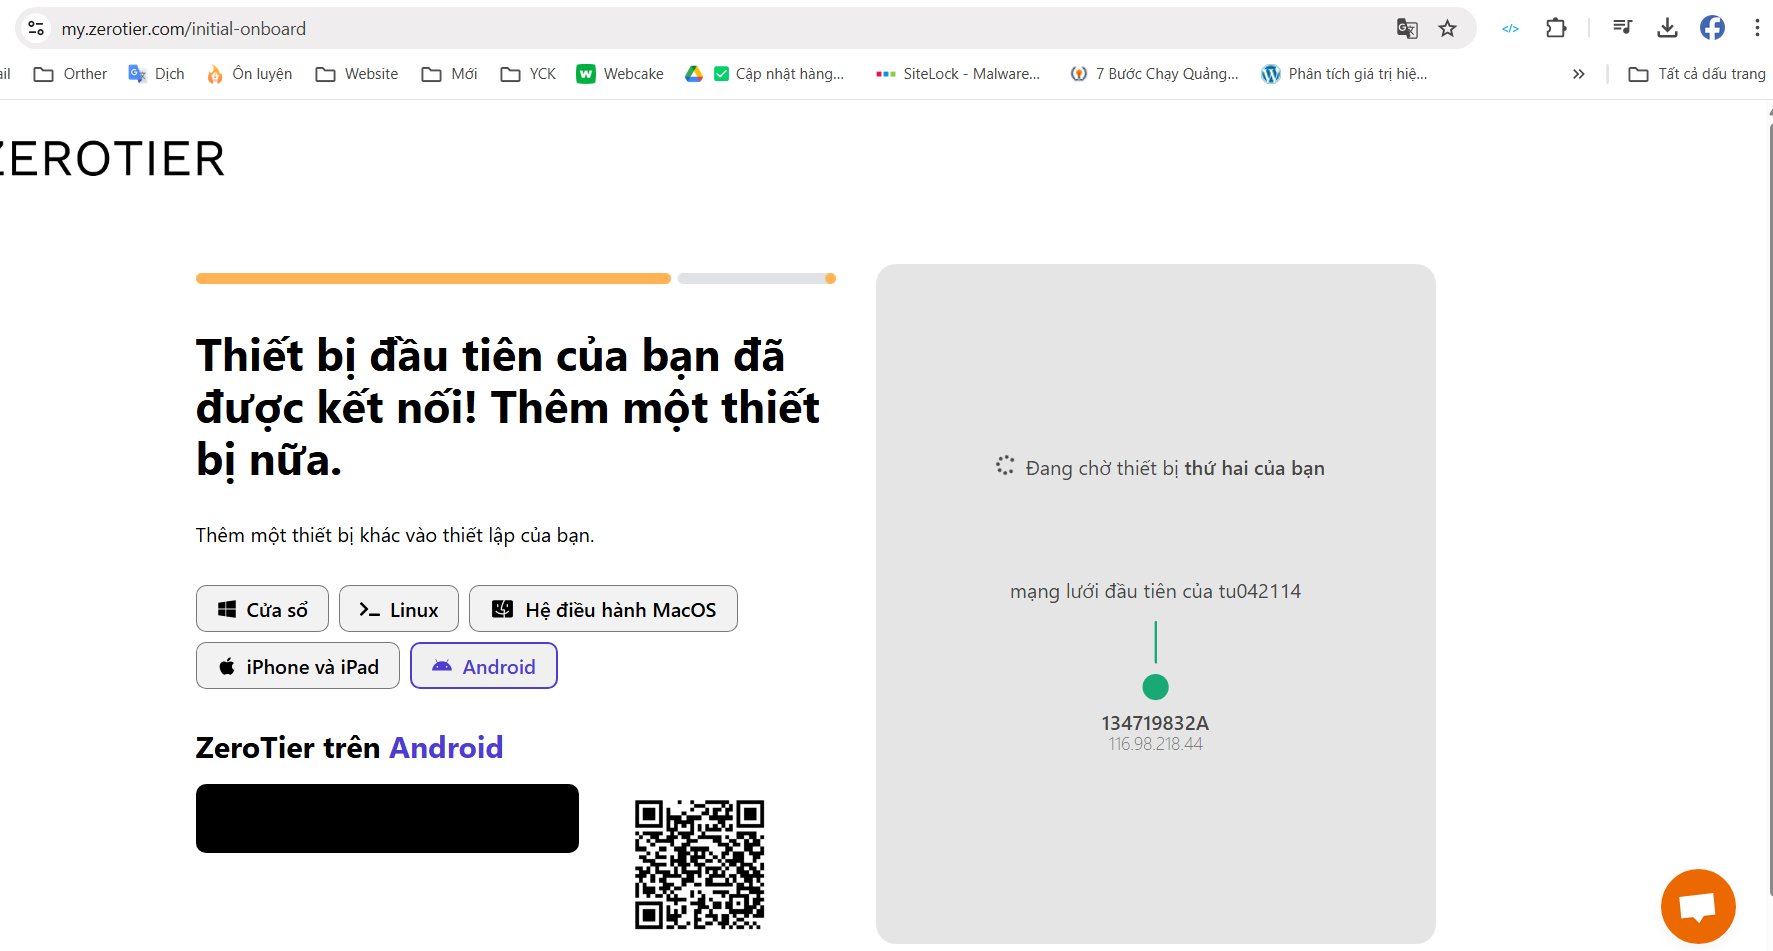 my.zerotier.com/initial-onboard
ail Orther Dịch Ôn luyện Website Mới YCK Webcake Cập nhật hàng... SiteLock - Malware... 7 Bước Chạy Quảng... Phân tích giá trị hiệ... » Tất cả dấu trang
ZEROTIER
Thiết bị đầu tiên của bạn đã
được kết nối! Thêm một thiết
bị nữa.
Thêm một thiết bị khác vào thiết lập của bạn.
Cửa sổ Linux Hệ điều hành MacOS
iPhone và iPad Android
ZeroTier trên Android
Đang chờ thiết bị thứ hai của bạn
mạng lưới đầu tiên của tu042114
134719832A
116.98.218.44